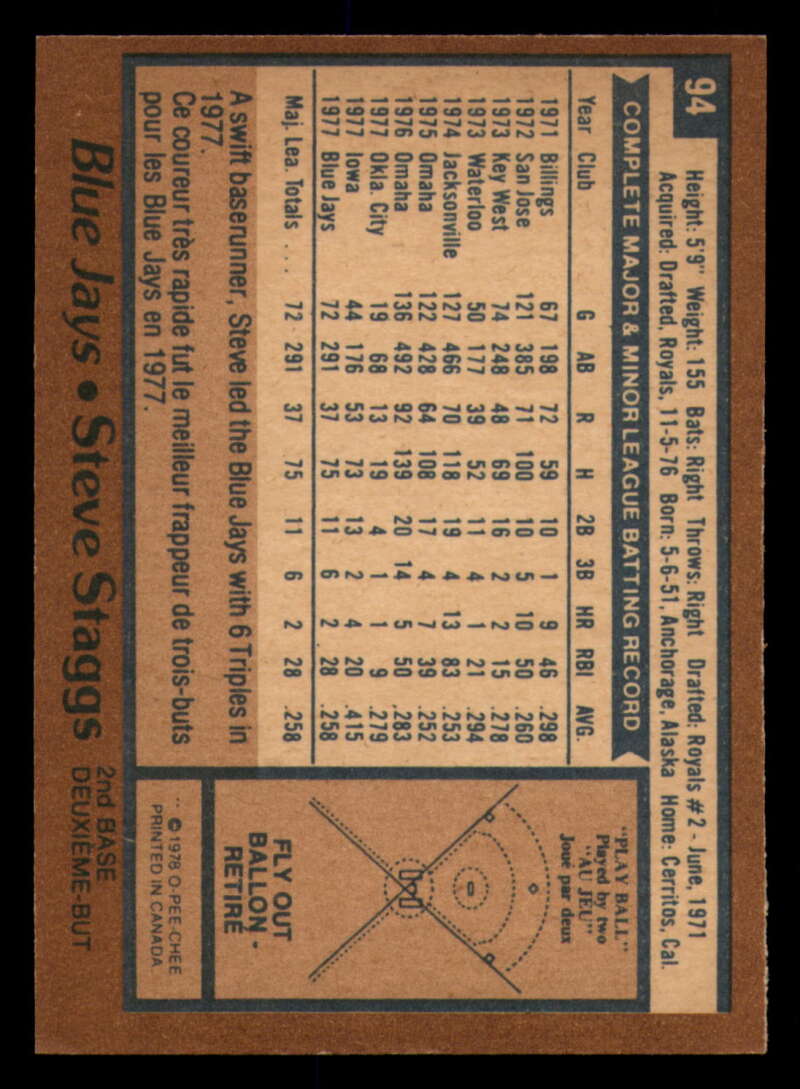 94
Height: 5'9" Weight: 155 Bats: Right Throws: Right Drafted: Royals #2 - June, 1971
Acquired: Drafted, Royals, 11-5-76 Born: 5-6-51, Anchorage, Alaska Home: Cerritos, Cal.
COMPLETE MAJOR & MINOR LEAGUE BATTING RECORD
Year Club G AB R H 2B 3B HR RBI AVG.
1971 Billings 67 198 72 59 10 1 9 46 .298
1972 San Jose 121 385 71 100 10 5 10 50 .260
1973 Key West 74 248 48 69 16 2 2 15 .278
1973 Waterloo 50 177 39 52 11 4 1 21 .294
1974 Jacksonville 127 466 70 118 19 4 13 83 .253
1975 Omaha 122 428 64 108 17 4 7 39 .252
1976 Omaha 136 492 92 139 20 14 5 50 .283
1977 Okla. City 19 68 13 19 4 1 1 9 .279
1977 Iowa 44 176 53 73 13 2 4 20 .415
1977 Blue Jays 72 291 37 75 11 6 2 28 .258
Maj. Lea. Totals ... 72 291 37 75 11 6 2 28 .258
A swift baserunner, Steve led the Blue Jays with 6 Triples in
1977.
Ce coureur très rapide fut le meilleur frappeur de trois-buts
pour les Blue Jays en 1977.
"PLAY BALL"
Played by two
"AU JEU"
Joué par deux
FLY OUT
BALLON -
RETIRÉ
© 1978 O-PEE-CHEE
PRINTED IN CANADA
Blue Jays • Steve Staggs
2nd BASE
DEUXIÈME-BUT